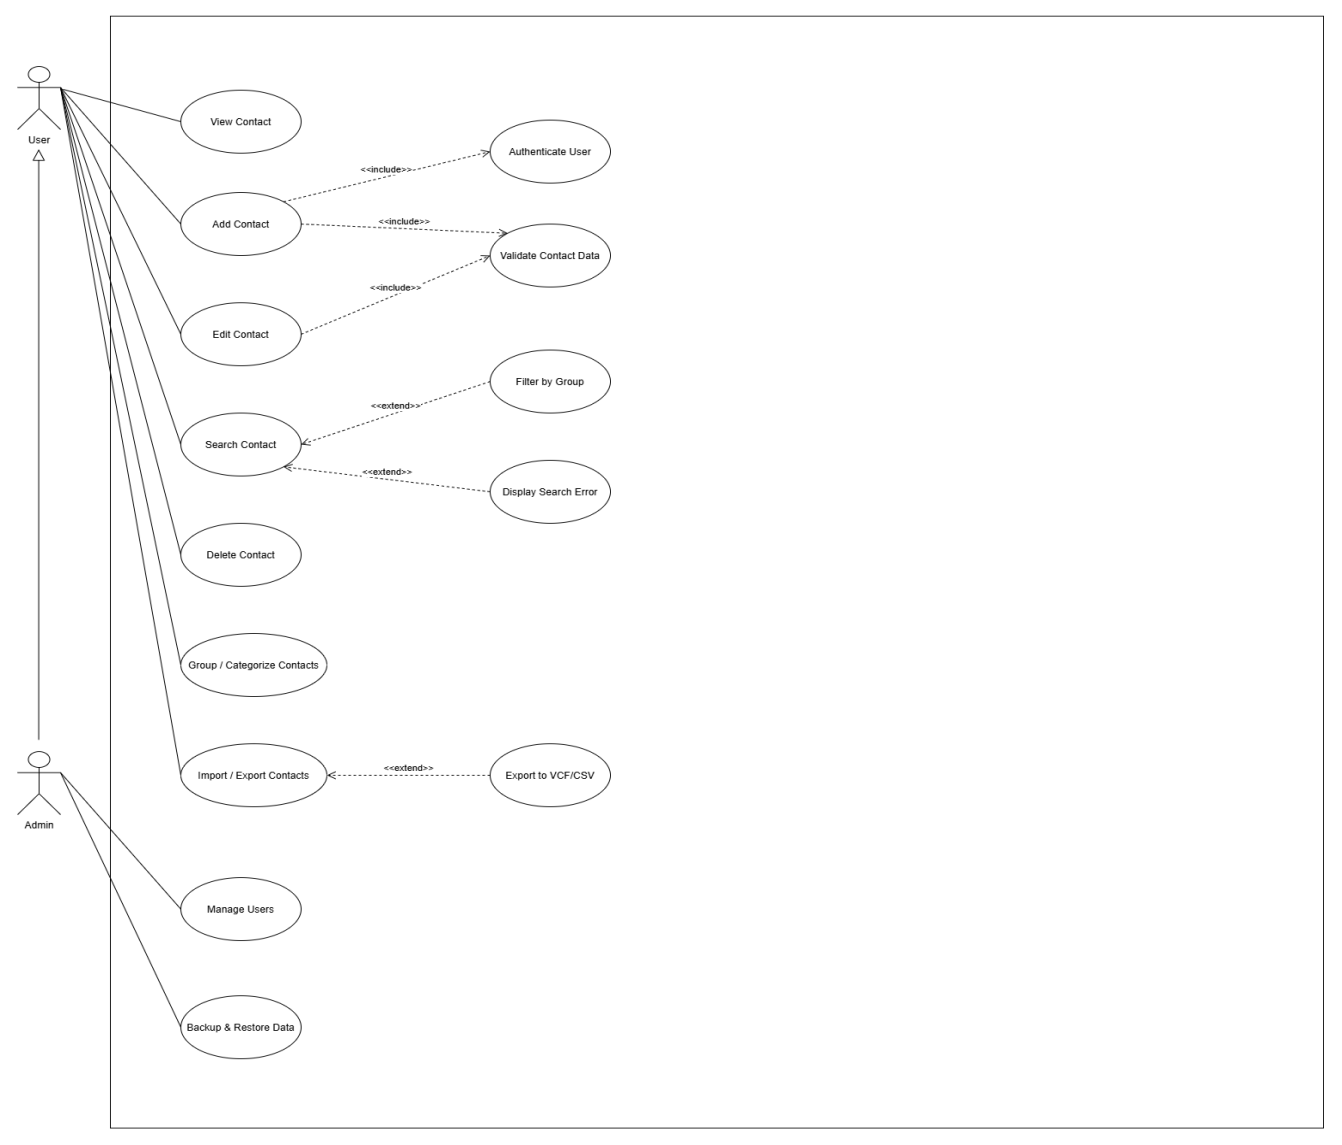 User
View Contact
Authenticate User
<<include>>
Add Contact
<<include>>
Validate Contact Data
<<include>>
Edit Contact
Filter by Group
<<extend>>
Search Contact
<<extend>>
Display Search Error
Delete Contact
Group / Categorize Contacts
Import / Export Contacts
<<extend>>
Export to VCF/CSV
Admin
Manage Users
Backup & Restore Data